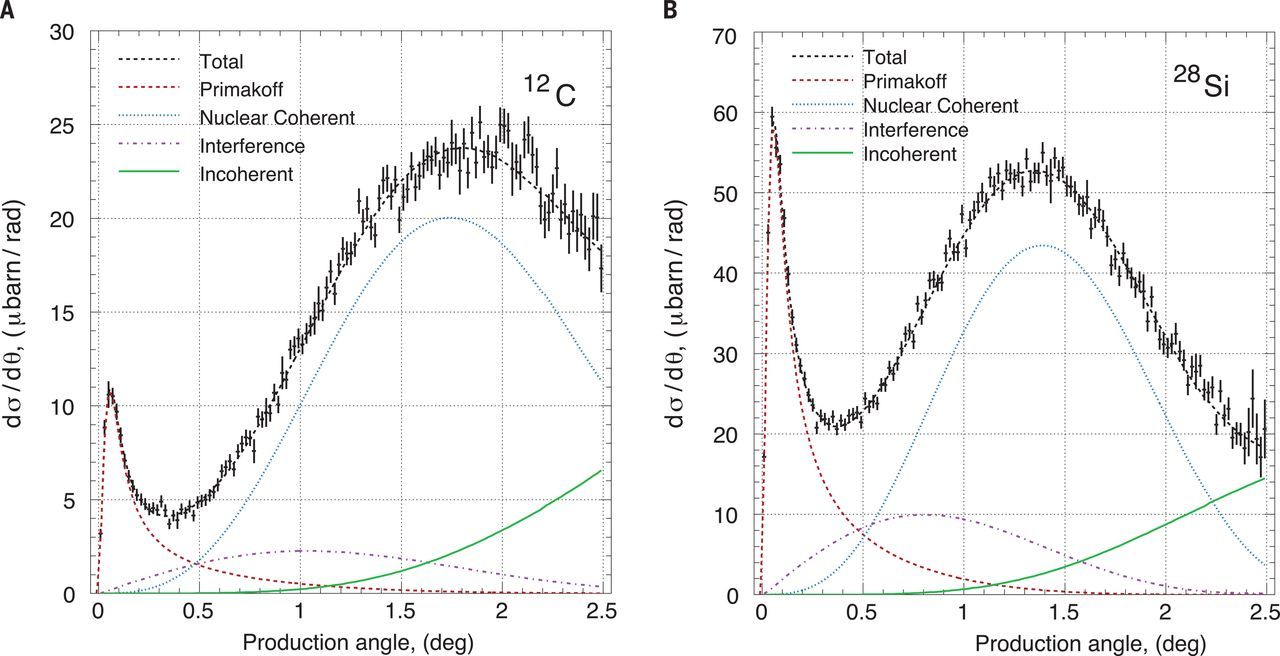 A
30
25
20
15
10
5
0
dσ/dθ, (μbarn/rad)
Total
Primakoff
Nuclear Coherent
Interference
Incoherent
¹²C
0
0.5
1
1.5
2
2.5
Production angle, (deg)
B
70
60
50
40
30
20
10
0
dσ/dθ, (μbarn/rad)
Total
Primakoff
Nuclear Coherent
Interference
Incoherent
²⁸Si
0
0.5
1
1.5
2
2.5
Production angle, (deg)